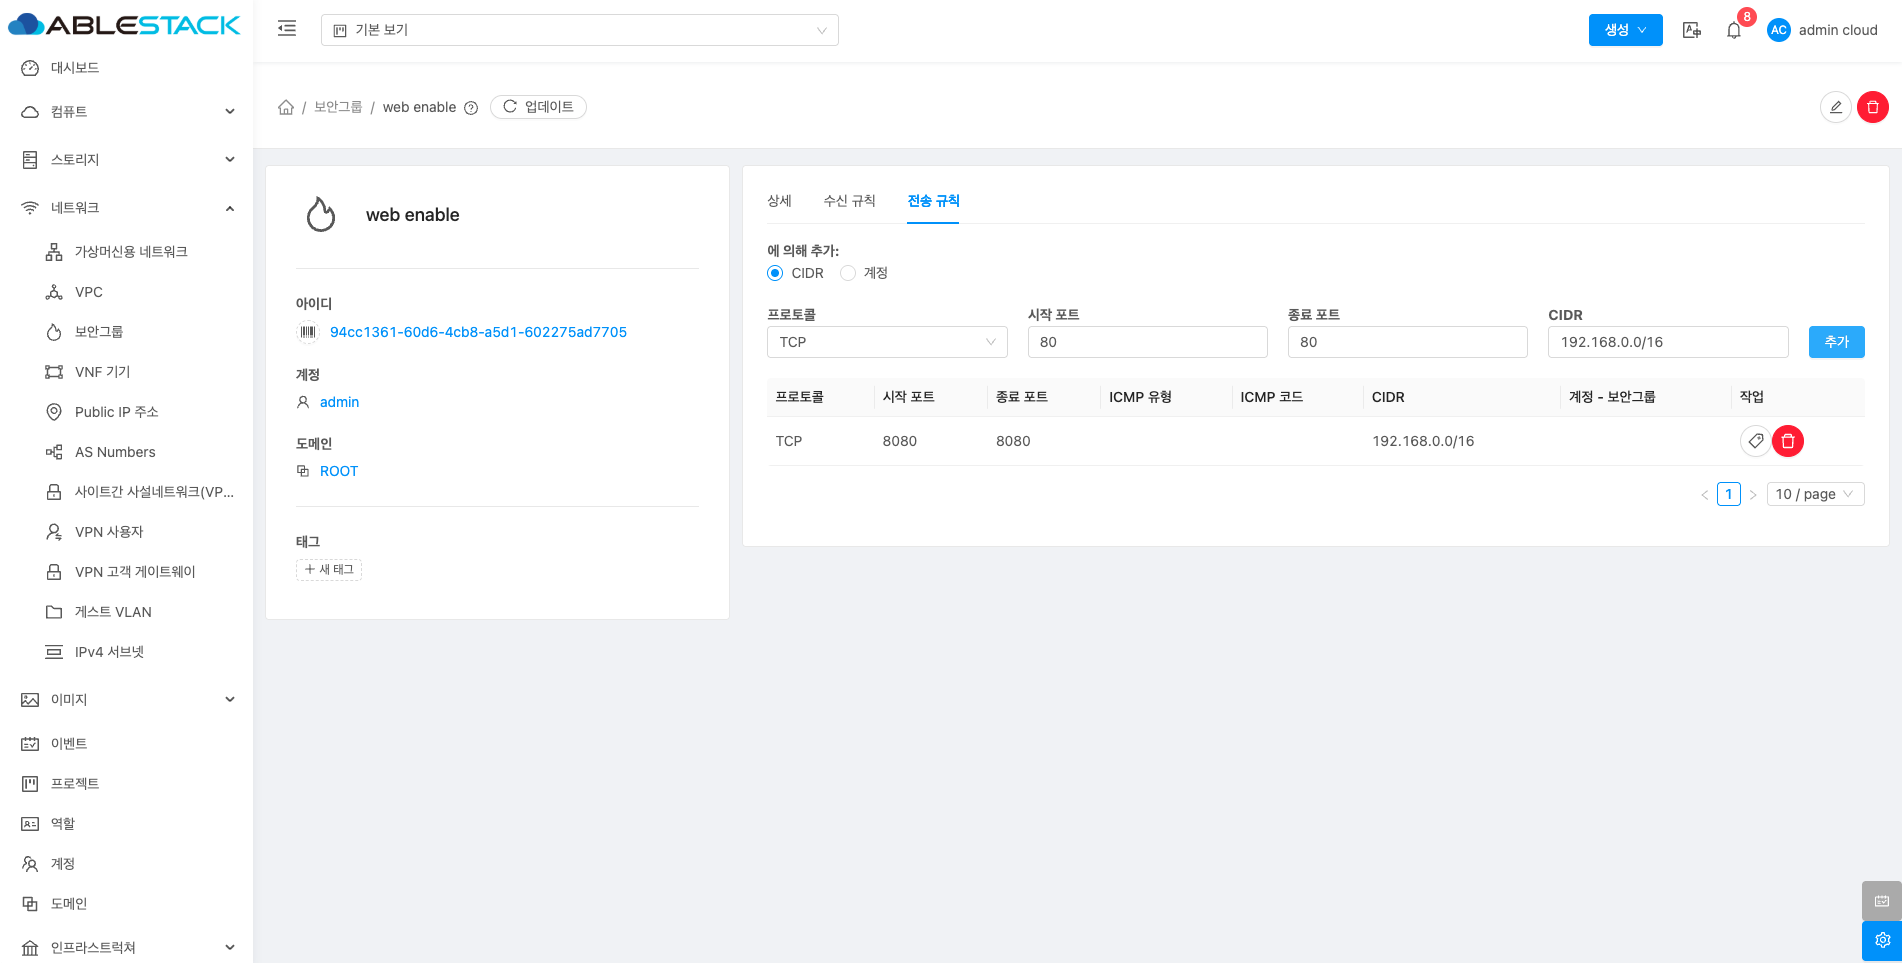 ABLESTACK
기본 보기
생성
8
AC
admin cloud
대시보드
컴퓨트
스토리지
네트워크
가상머신용 네트워크
VPC
보안그룹
VNF 기기
Public IP 주소
AS Numbers
사이트간 사설네트워크(VP...
VPN 사용자
VPN 고객 게이트웨이
게스트 VLAN
IPv4 서브넷
이미지
이벤트
프로젝트
역할
계정
도메인
인프라스트럭쳐
/ 보안그룹 / web enable
업데이트
web enable
아이디
94cc1361-60d6-4cb8-a5d1-602275ad7705
계정
admin
도메인
ROOT
태그
새 태그
상세 수신 규칙 전송 규칙
에 의해 추가:
CIDR 계정
프로토콜 시작 포트 종료 포트 CIDR
TCP 80 80 192.168.0.0/16 추가
프로토콜 시작 포트 종료 포트 ICMP 유형 ICMP 코드 CIDR 계정 - 보안그룹 작업
TCP 8080 8080 192.168.0.0/16
< 1 > 10 / page